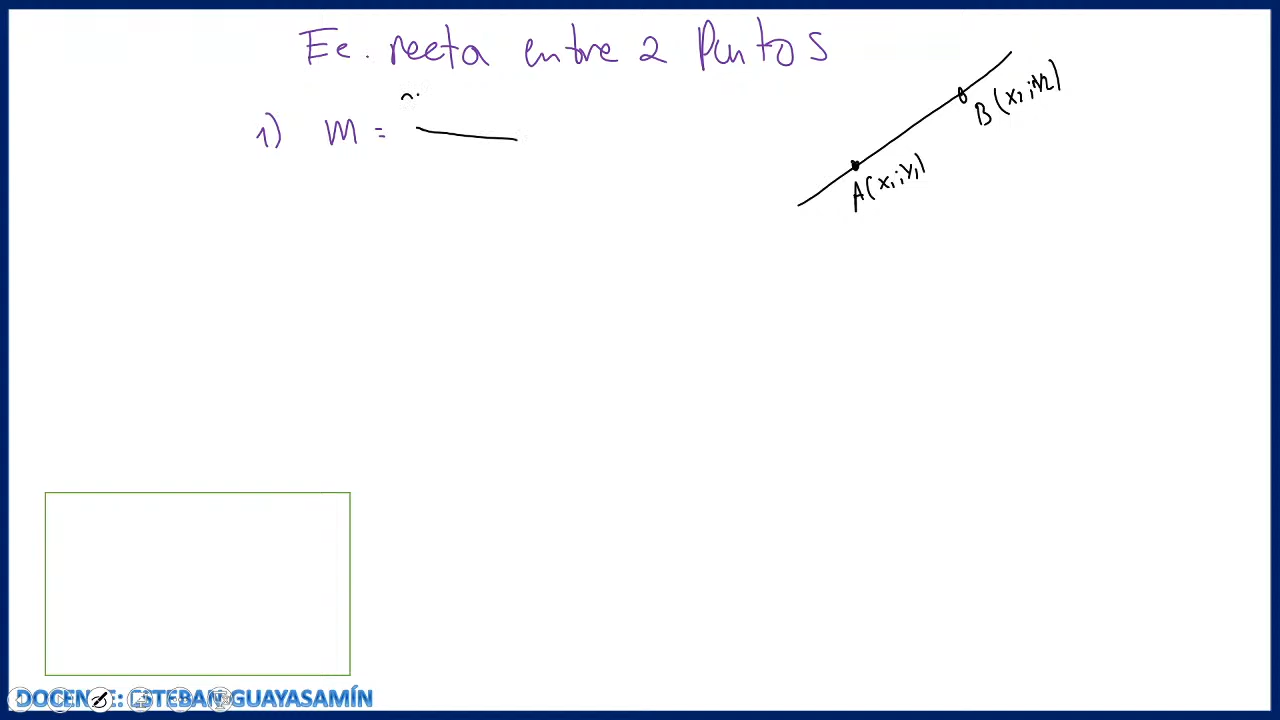 Ec. recta entre 2 Puntos
1) m =
B(x₂;y₂)
A(x₁;y₁)
DOCENTE: ESTEBAN GUAYASAMÍN